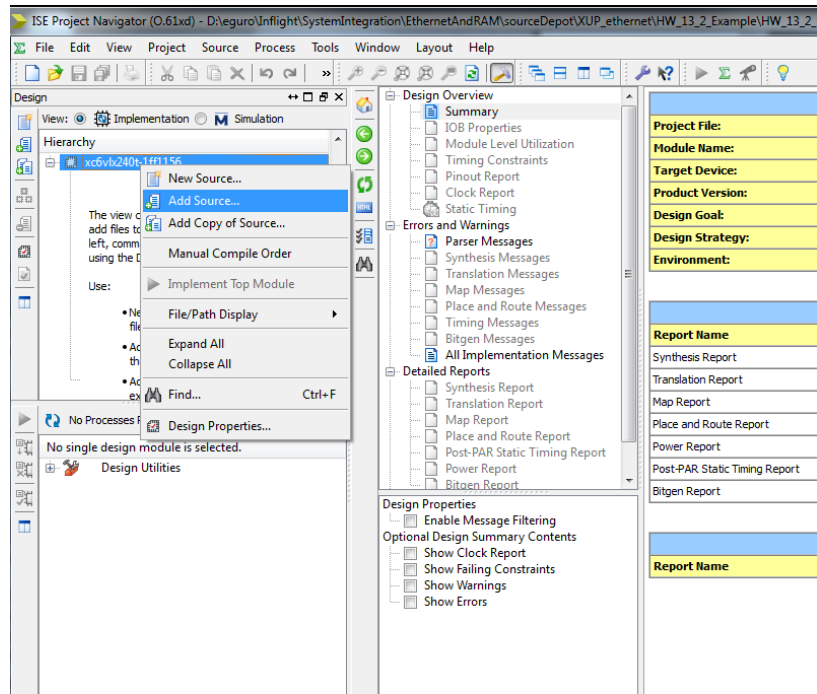 ISE Project Navigator (O.61xd) - D:\eguro\Inflight\SystemIntegration\EthernetAndRAM\sourceDepot\XUP_ethernet\HW_13_2_Example\HW_13_2_
File Edit View Project Source Process Tools Window Layout Help
Design
View: Implementation Simulation
Hierarchy
xc6vlx240t-1ff1156
The view c
add files to
left, comm
using the D
Use:
• Ne
file
• Ac
th
• Ac
ex
New Source...
Add Source...
Add Copy of Source...
Manual Compile Order
Implement Top Module
File/Path Display
Expand All
Collapse All
Find... Ctrl+F
Design Properties...
No Processes R
No single design module is selected.
Design Utilities
Design Overview
Summary
IOB Properties
Module Level Utilization
Timing Constraints
Pinout Report
Clock Report
Static Timing
Errors and Warnings
Parser Messages
Synthesis Messages
Translation Messages
Map Messages
Place and Route Messages
Timing Messages
Bitgen Messages
All Implementation Messages
Detailed Reports
Synthesis Report
Translation Report
Map Report
Place and Route Report
Post-PAR Static Timing Report
Power Report
Bitgen Report
Design Properties
Enable Message Filtering
Optional Design Summary Contents
Show Clock Report
Show Failing Constraints
Show Warnings
Show Errors
Project File:
Module Name:
Target Device:
Product Version:
Design Goal:
Design Strategy:
Environment:
Report Name
Synthesis Report
Translation Report
Map Report
Place and Route Report
Power Report
Post-PAR Static Timing Report
Bitgen Report
Report Name